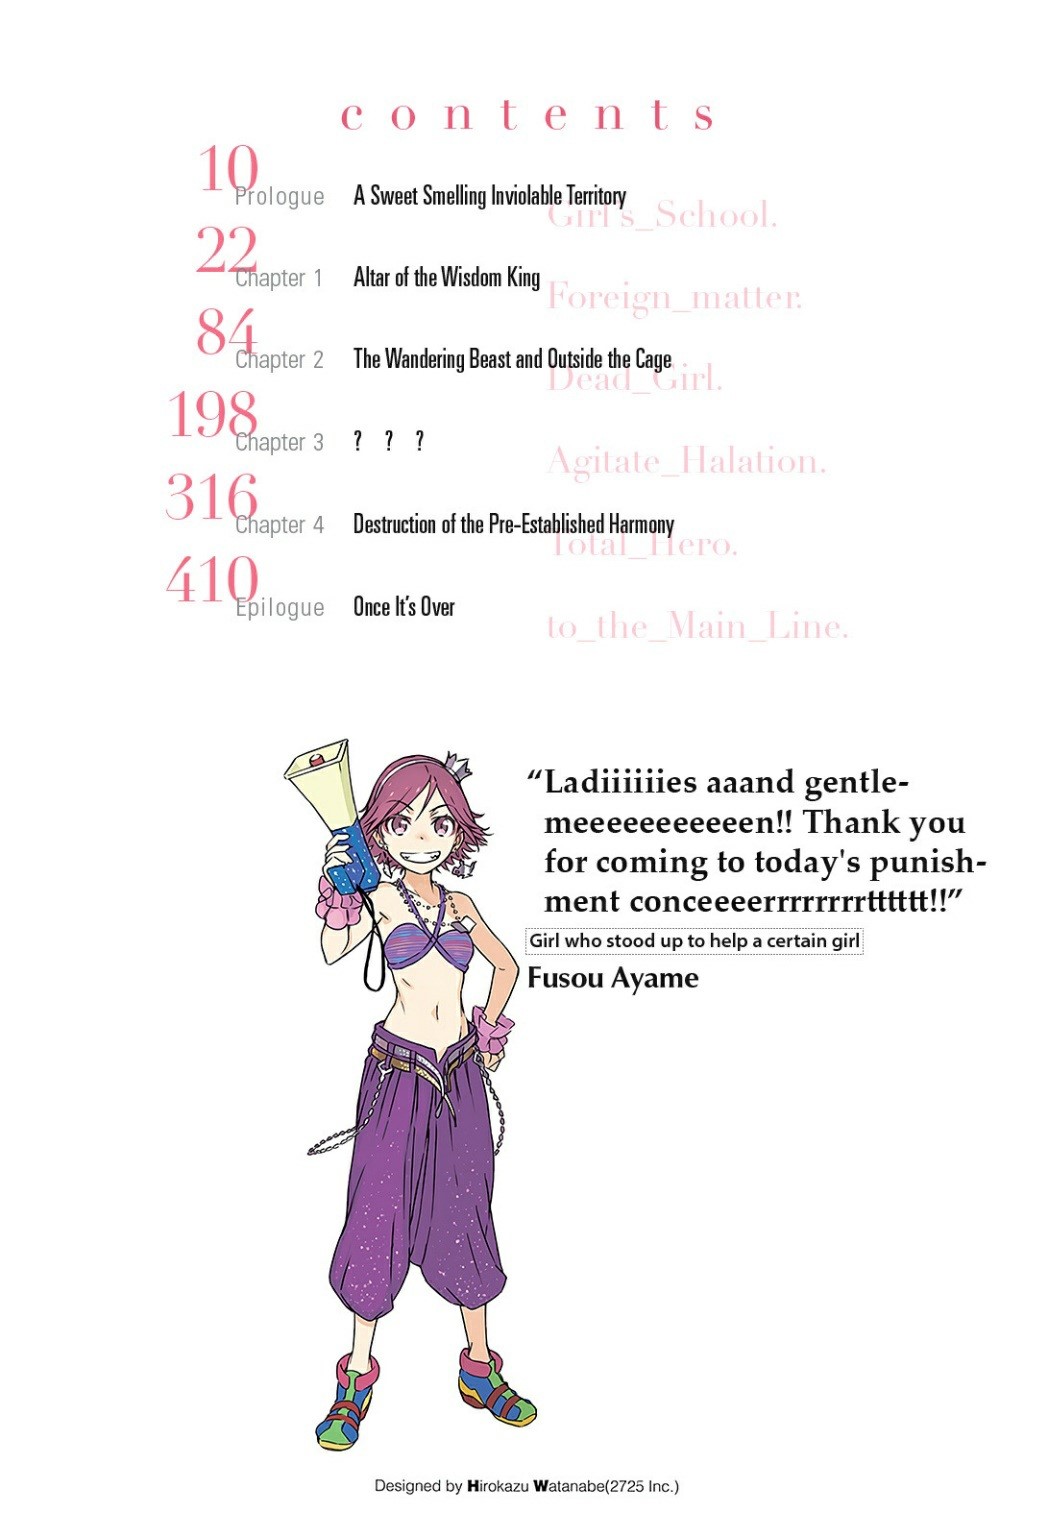 contents
10
Prologue A Sweet Smelling Inviolable Territory
Girl's_School.
22
Chapter 1 Altar of the Wisdom King
Foreign_matter.
84
Chapter 2 The Wandering Beast and Outside the Cage
Dead_Girl.
198
Chapter 3 ? ? ?
Agitate_Halation.
316
Chapter 4 Destruction of the Pre-Established Harmony
Total_Hero.
410
Epilogue Once It's Over
to_the_Main_Line.
“Ladiiiiiies aaand gentle-
meeeeeeeeeeen!! Thank you
for coming to today's punish-
ment conceeeerrrrrrrrtttttt!!”
Girl who stood up to help a certain girl
Fusou Ayame
Designed by Hirokazu Watanabe(2725 Inc.)